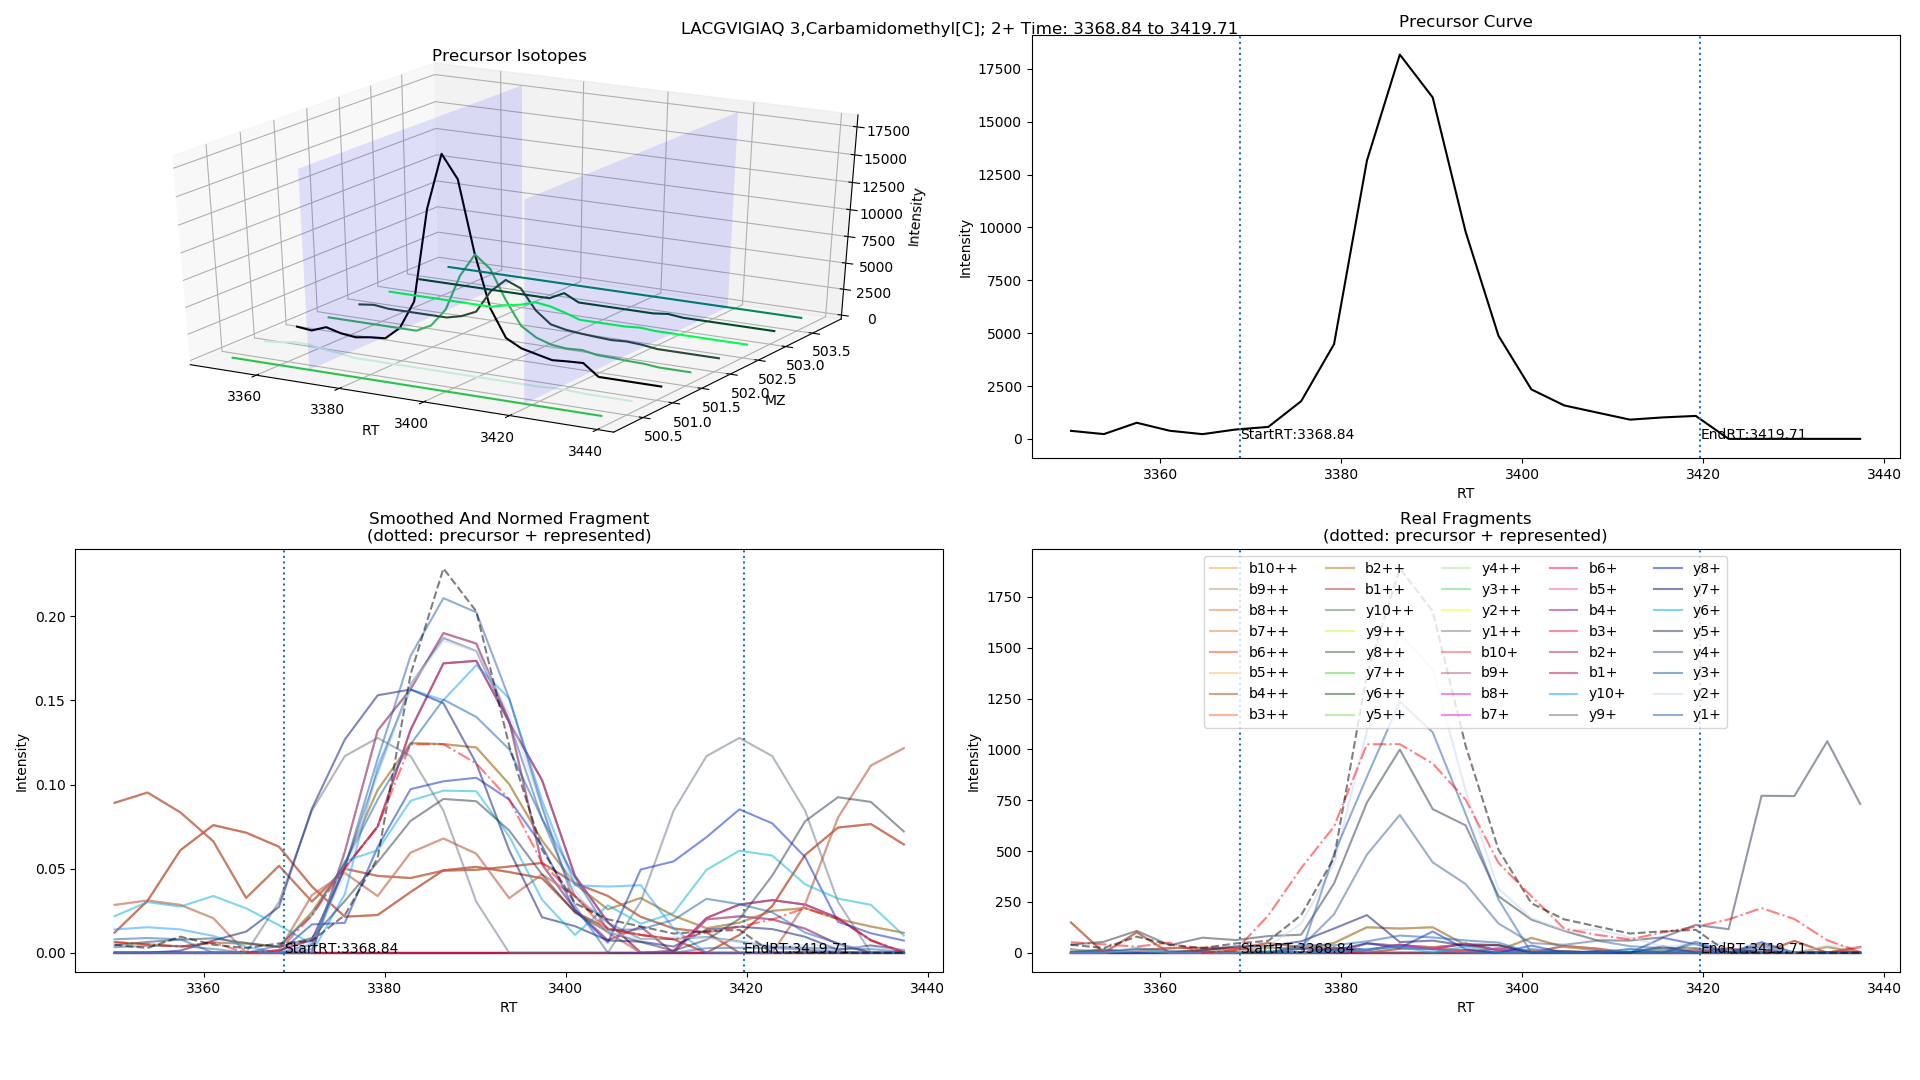 LACGVIGIAQ 3,Carbamidomethyl[C]; 2+ Time: 3368.84 to 3419.71
Precursor Isotopes
17500
15000
12500
10000
7500
5000
2500
0
Intensity
503.5
503.0
502.5
502.0
501.5
501.0
500.5
MZ
3360
3380
3400
3420
3440
RT
Precursor Curve
17500
15000
12500
10000
7500
5000
2500
0
Intensity
StartRT:3368.84
EndRT:3419.71
3360 3380 3400 3420 3440
RT
Smoothed And Normed Fragment
(dotted: precursor + represented)
0.20
0.15
0.10
0.05
0.00
Intensity
StartRT:3368.84
EndRT:3419.71
3360 3380 3400 3420 3440
RT
Real Fragments
(dotted: precursor + represented)
1750
1500
1250
1000
750
500
250
0
Intensity
b10++ b2++ y4++ b6+ y8+
b9++ b1++ y3++ b5+ y7+
b8++ y10++ y2++ b4+ y6+
b7++ y9++ y1++ b3+ y5+
b6++ y8++ b10+ b2+ y4+
b5++ y7++ b9+ b1+ y3+
b4++ y6++ b8+ y10+ y2+
b3++ y5++ b7+ y9+ y1+
StartRT:3368.84
EndRT:3419.71
3360 3380 3400 3420 3440
RT